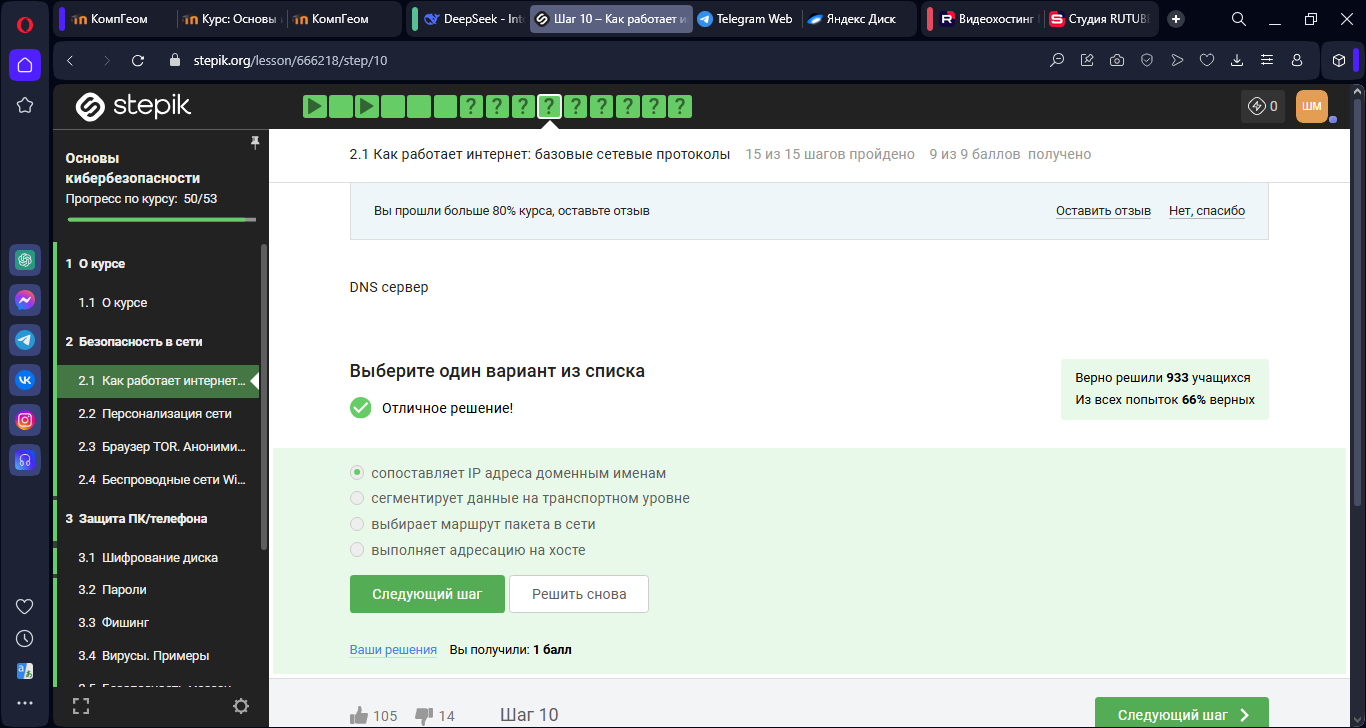 КомпГеом
Курс: Основы
КомпГеом
DeepSeek - Int
Шаг 10 – Как работает и
Telegram Web
Яндекс Диск
Видеохостинг
Студия RUTUBE
stepik.org/lesson/666218/step/10
stepik
0
ШМ
Основы
кибербезопасности
Прогресс по курсу: 50/53
1 О курсе
1.1 О курсе
2 Безопасность в сети
2.1 Как работает интернет...
2.2 Персонализация сети
2.3 Браузер TOR. Аноними...
2.4 Беспроводные сети Wi...
3 Защита ПК/телефона
3.1 Шифрование диска
3.2 Пароли
3.3 Фишинг
3.4 Вирусы. Примеры
2.1 Как работает интернет: базовые сетевые протоколы 15 из 15 шагов пройдено 9 из 9 баллов получено
Вы прошли больше 80% курса, оставьте отзыв
Оставить отзыв
Нет, спасибо
DNS сервер
Выберите один вариант из списка
Отличное решение!
Верно решили 933 учащихся
Из всех попыток 66% верных
сопоставляет IP адреса доменным именам
сегментирует данные на транспортном уровне
выбирает маршрут пакета в сети
выполняет адресацию на хосте
Следующий шаг
Решить снова
Ваши решения Вы получили: 1 балл
105
14
Шаг 10
Следующий шаг